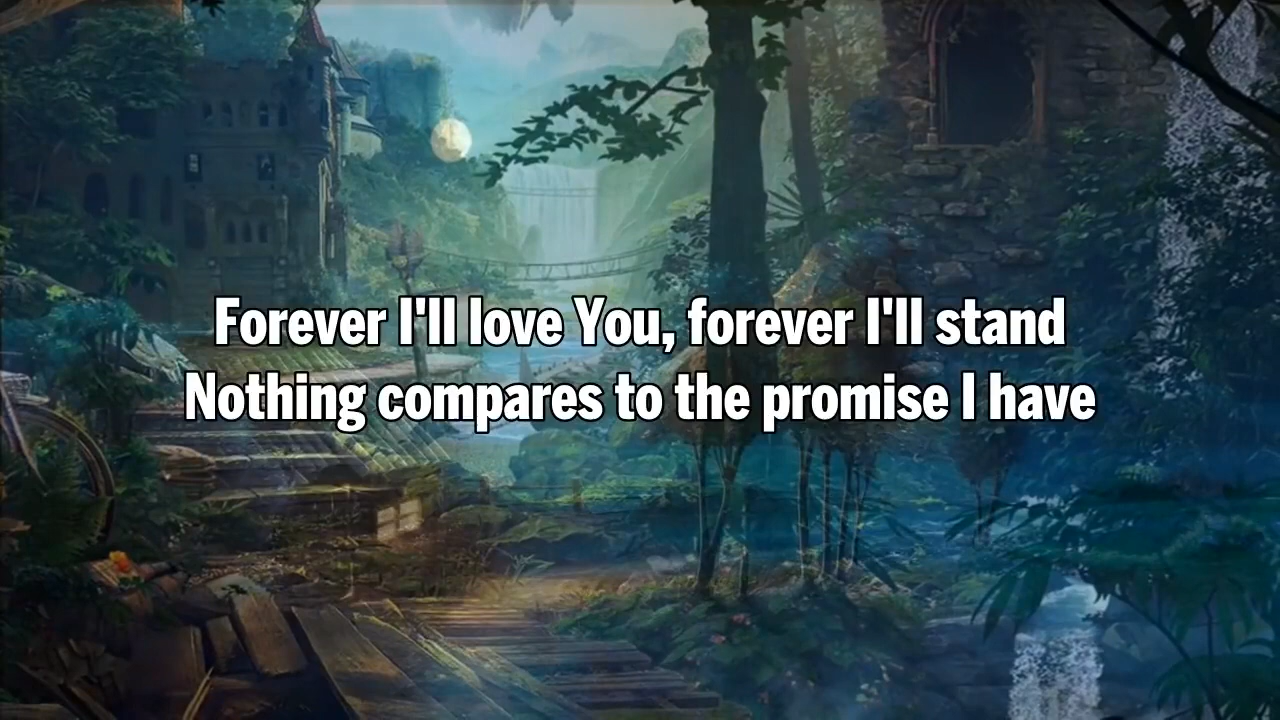 Forever I'll love You, forever I'll stand
Nothing compares to the promise I have